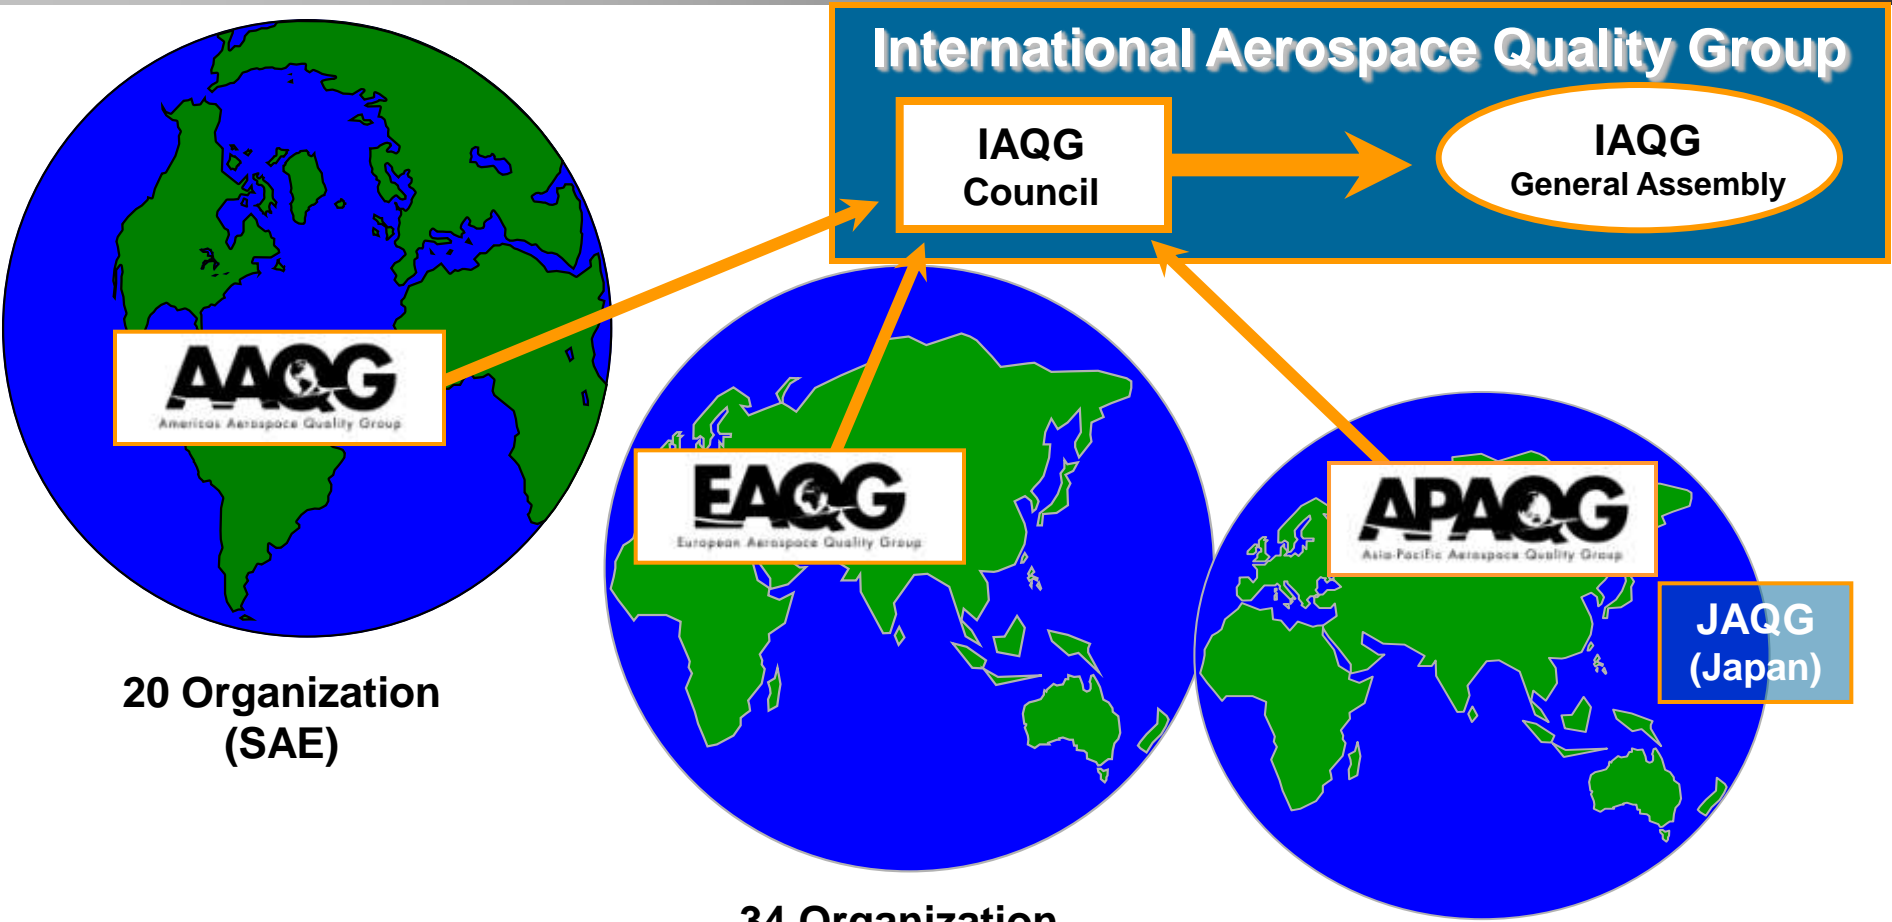 International Aerospace Quality Group
IAQG
Council
IAQG
General Assembly
AAQG
Americas Aerospace Quality Group
EAQG
European Aerospace Quality Group
APAQG
Asia-Pacific Aerospace Quality Group
JAQG
(Japan)
20 Organization
(SAE)
34 Organization